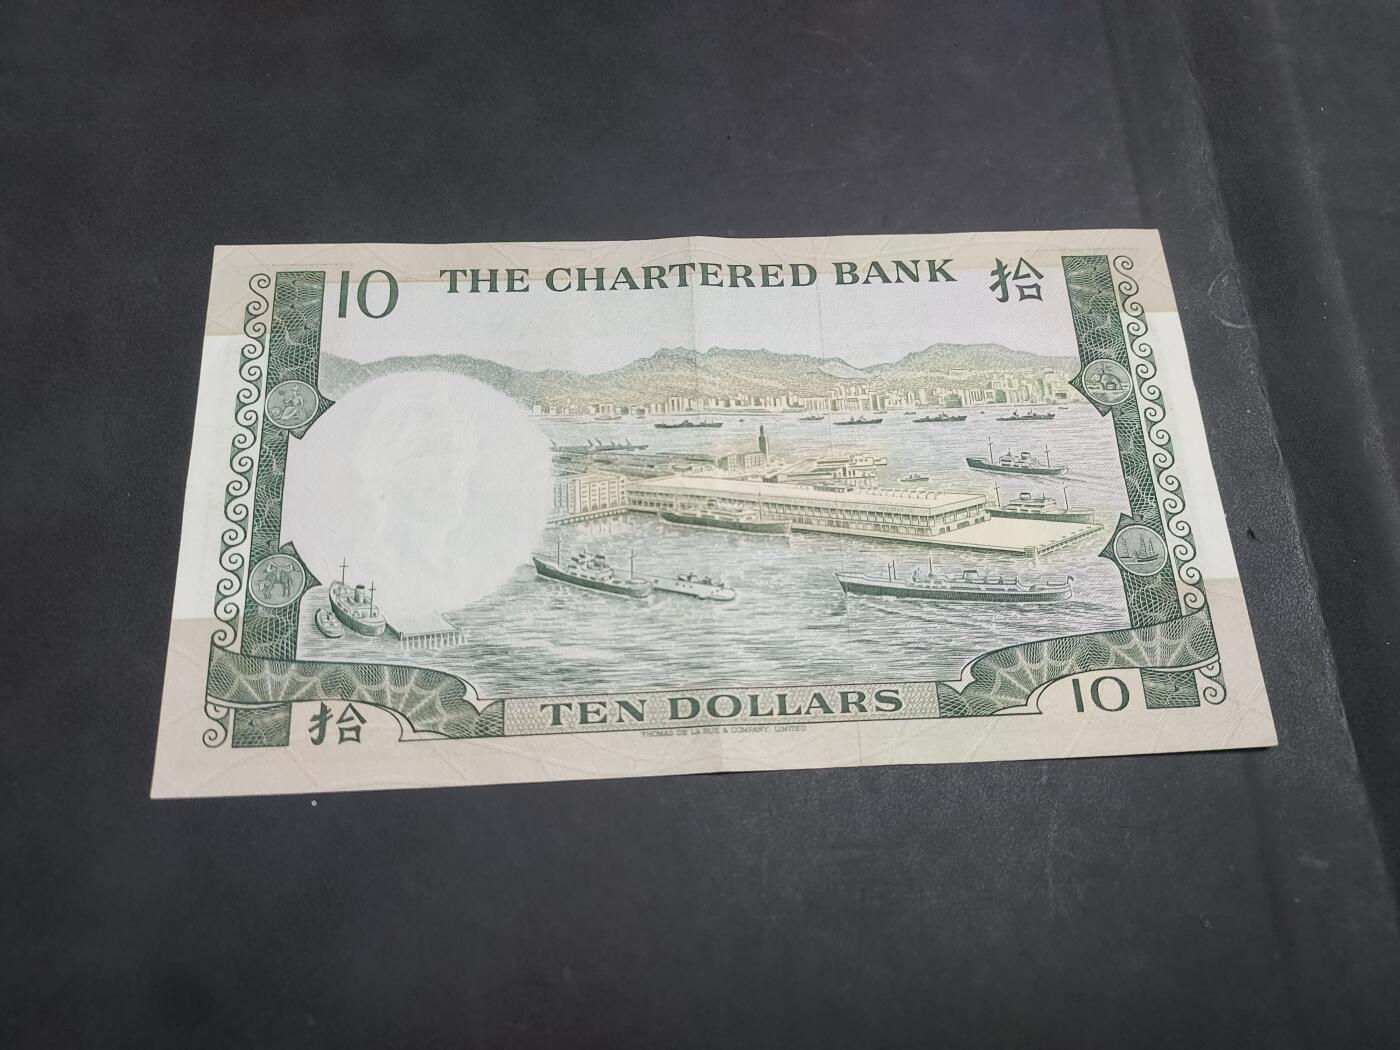 10 THE CHARTERED BANK 拾
拾 TEN DOLLARS 10
THOMAS DE LA RUE & COMPANY, LIMITED